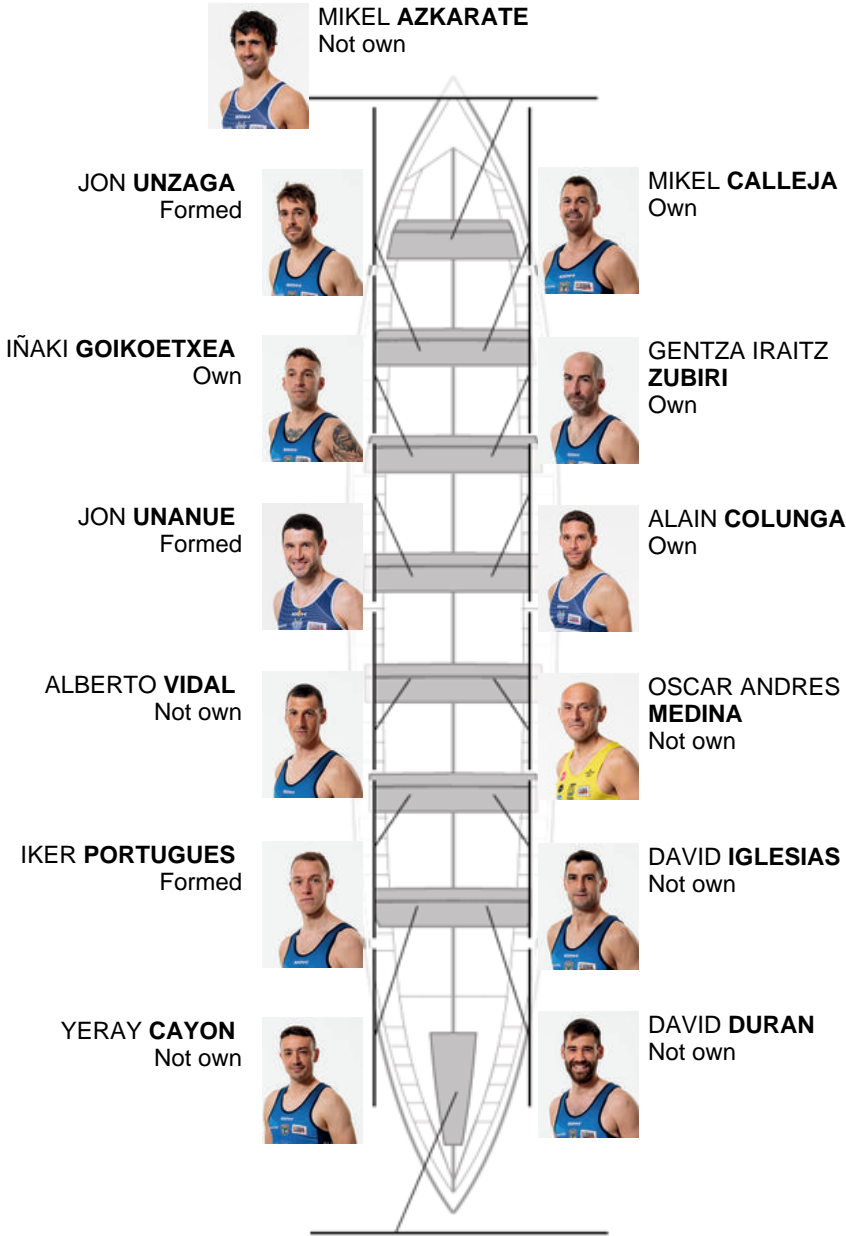 MIKEL AZKARATE
Not own
JON UNZAGA
Formed
MIKEL CALLEJA
Own
IÑAKI GOIKOETXEA
Own
GENTZA IRAITZ
ZUBIRI
Own
JON UNANUE
Formed
ALAIN COLUNGA
Own
ALBERTO VIDAL
Not own
OSCAR ANDRES
MEDINA
Not own
IKER PORTUGUES
Formed
DAVID IGLESIAS
Not own
YERAY CAYON
Not own
DAVID DURAN
Not own